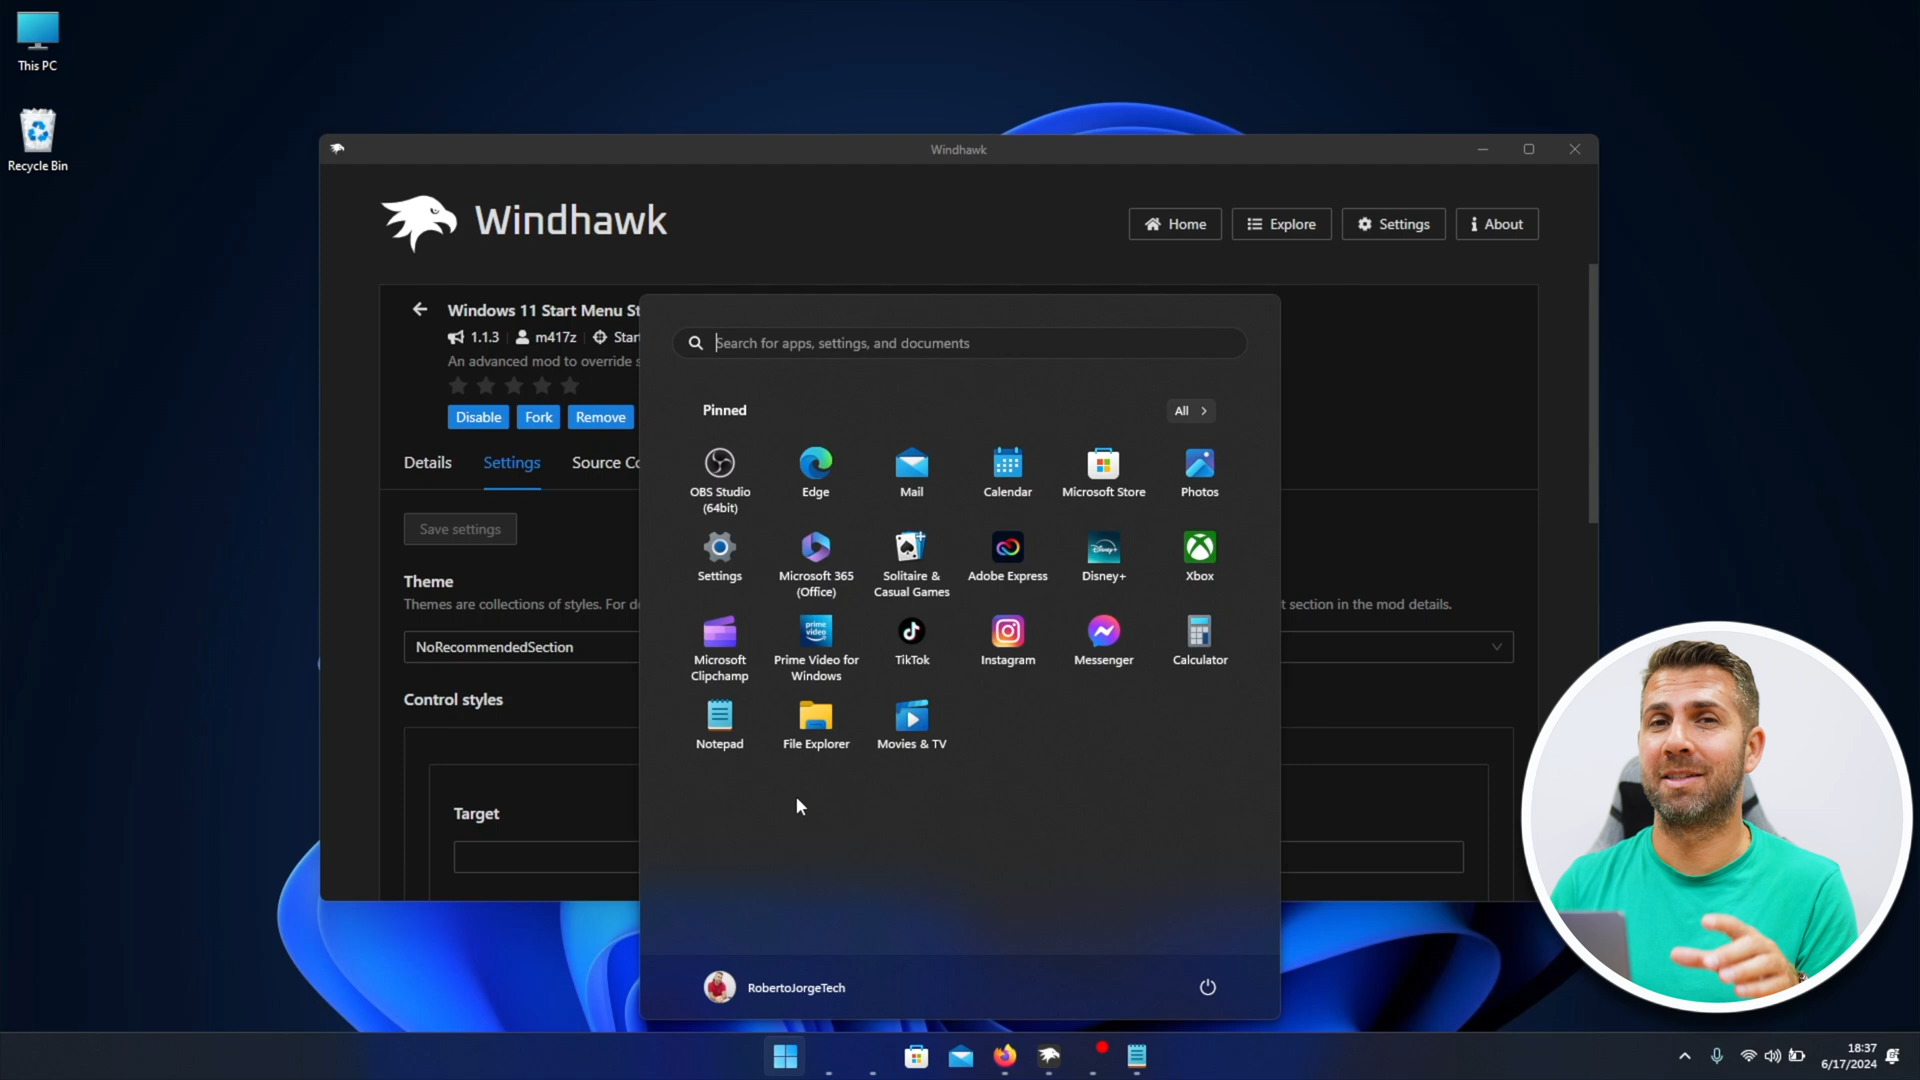 This PC
Recycle Bin
Windhawk
Windhawk
Home
Explore
Settings
About
Windows 11 Start Menu St
1.1.3
m417z
Star
An advanced mod to override s
Disable
Fork
Remove
Details
Settings
Source Co
Save settings
Theme
Themes are collections of styles. For d
t section in the mod details.
NoRecommendedSection
Control styles
Target
Search for apps, settings, and documents
Pinned
All
OBS Studio
(64bit)
Edge
Mail
Calendar
Microsoft Store
Photos
Settings
Microsoft 365
(Office)
Solitaire &
Casual Games
Adobe Express
Disney+
Disney+
Xbox
Microsoft
Clipchamp
prime
video
Prime Video for
Windows
TikTok
Instagram
Messenger
Calculator
Notepad
File Explorer
Movies & TV
RobertoJorgeTech
18:37
6/17/2024